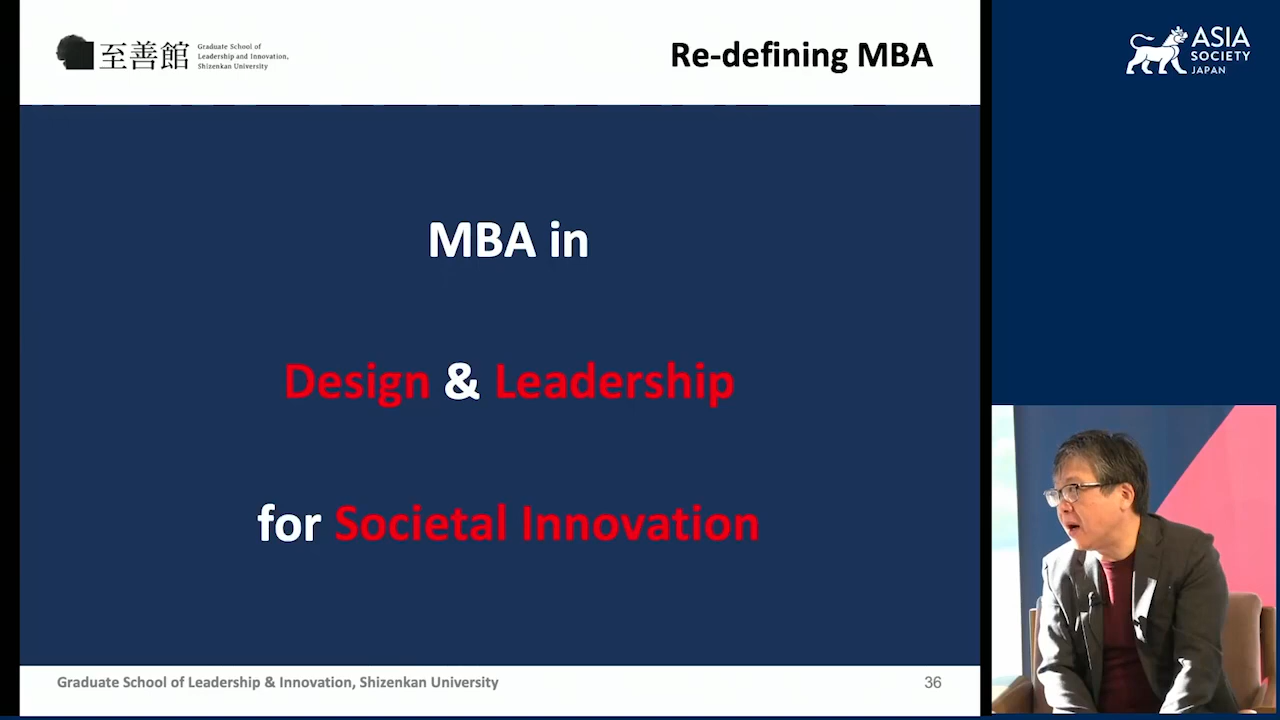 至善館
Graduate School of
Leadership and Innovation,
Shizenkan University
Re-defining MBA
ASIA
SOCIETY
JAPAN
MBA in
Design & Leadership
for Societal Innovation
Graduate School of Leadership & Innovation, Shizenkan University
36